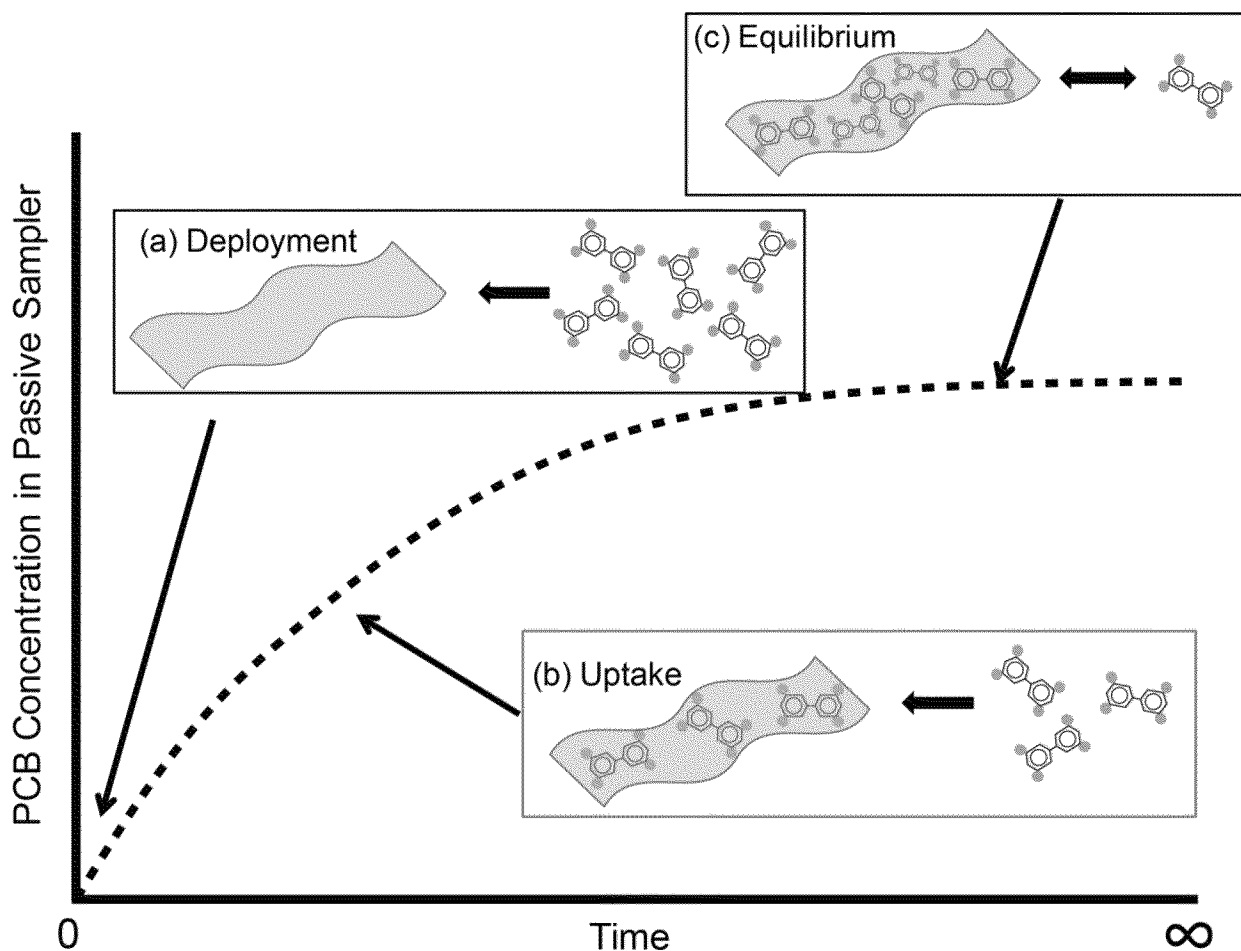 (c) Equilibrium
(a) Deployment
PCB Concentration in Passive Sampler
(b) Uptake
0
Time
∞